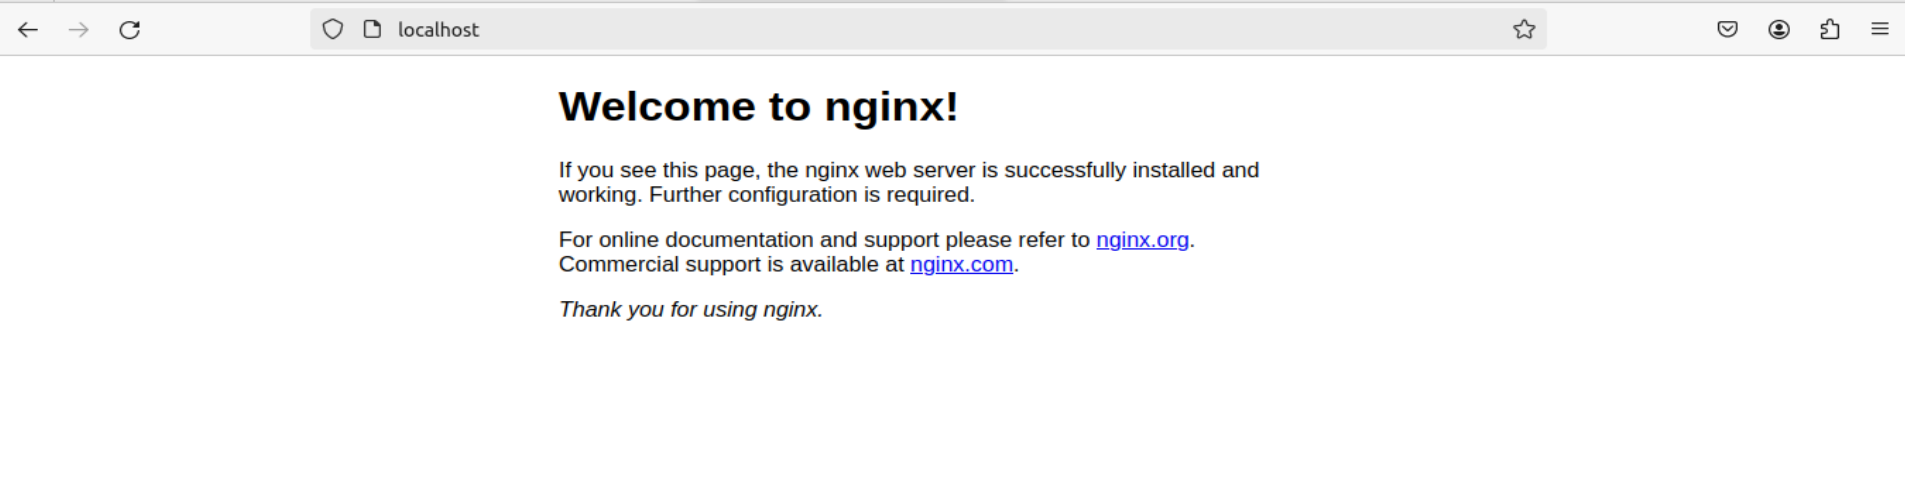 localhost
Welcome to nginx!
If you see this page, the nginx web server is successfully installed and
working. Further configuration is required.
For online documentation and support please refer to nginx.org.
Commercial support is available at nginx.com.
Thank you for using nginx.